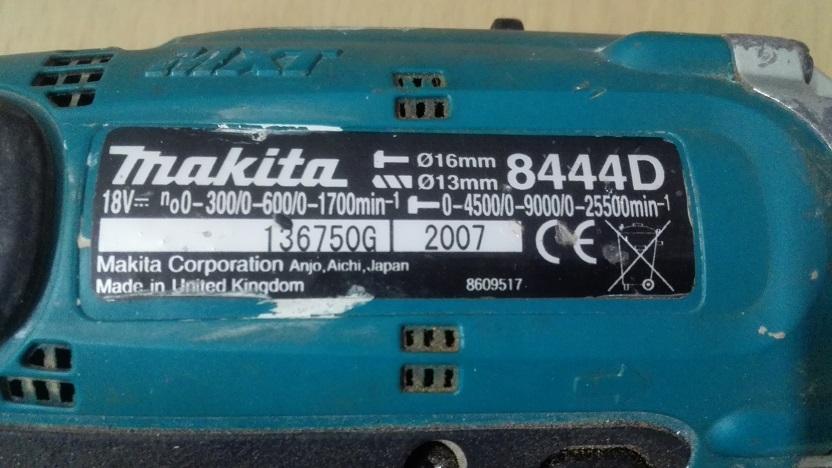 MXT
makita Ø16mm 8444D
Ø13mm
18V⎓ n₀0-300/0-600/0-1700min⁻¹ 0-4500/0-9000/0-25500min⁻¹
136750G 2007 CE
Makita Corporation Anjo,Aichi,Japan
Made in United Kingdom 8609517